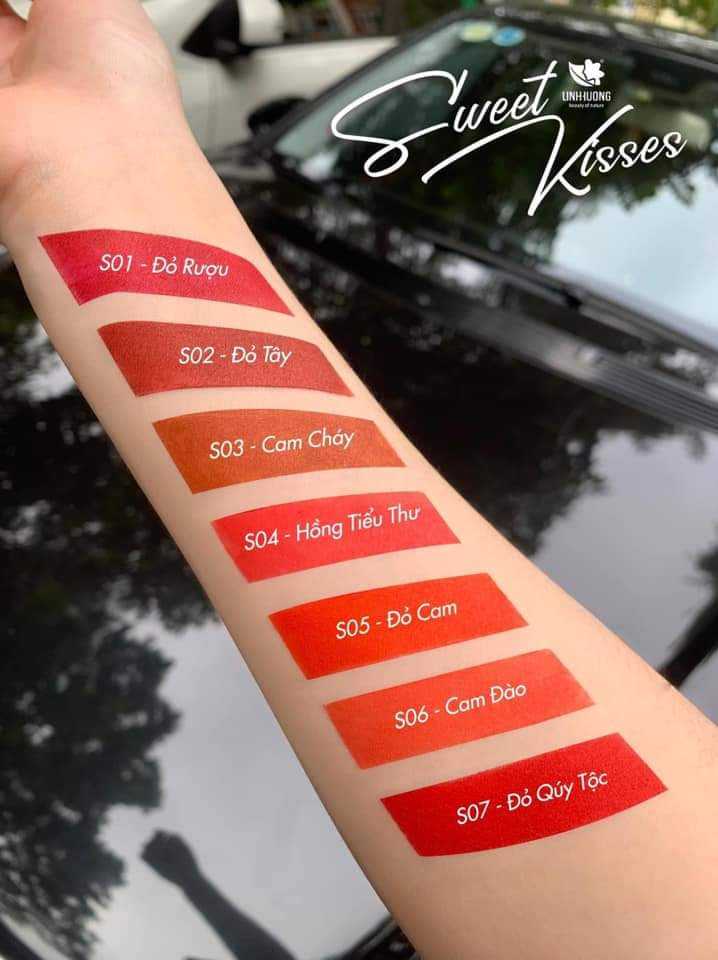 Sweet
Kisses
LINH HUONG
beauty of nature
S01 - Đỏ Rượu
S02 - Đỏ Tây
S03 - Cam Cháy
S04 - Hồng Tiểu Thư
S05 - Đỏ Cam
S06 - Cam Đào
S07 - Đỏ Qúy Tộc